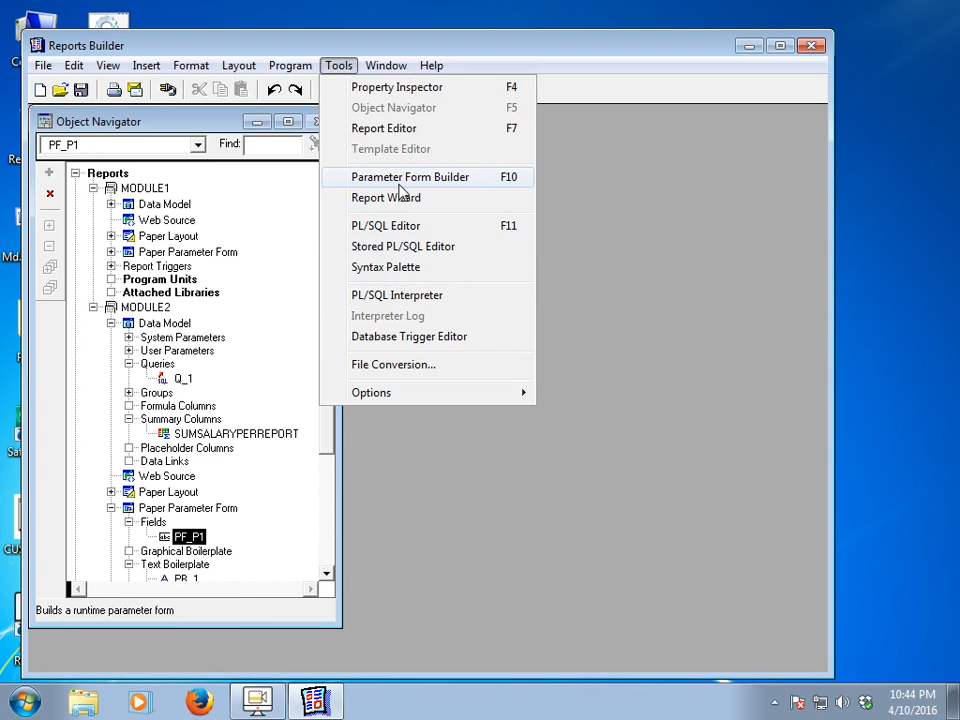 Reports Builder
File Edit View Insert Format Layout Program Tools Window Help
Object Navigator
PF_P1
Find:
Property Inspector F4
Object Navigator F5
Report Editor F7
Template Editor
Parameter Form Builder F10
Report Wizard
PL/SQL Editor F11
Stored PL/SQL Editor
Syntax Palette
PL/SQL Interpreter
Interpreter Log
Database Trigger Editor
File Conversion...
Options
Reports
MODULE1
Data Model
Web Source
Paper Layout
Paper Parameter Form
Report Triggers
Program Units
Attached Libraries
MODULE2
Data Model
System Parameters
User Parameters
Queries
Q_1
Groups
Formula Columns
Summary Columns
SUMSALARYPERREPORT
Placeholder Columns
Data Links
Web Source
Paper Layout
Paper Parameter Form
Fields
PF_P1
Graphical Boilerplate
Text Boilerplate
PB_1
Builds a runtime parameter form
10:44 PM
4/10/2016